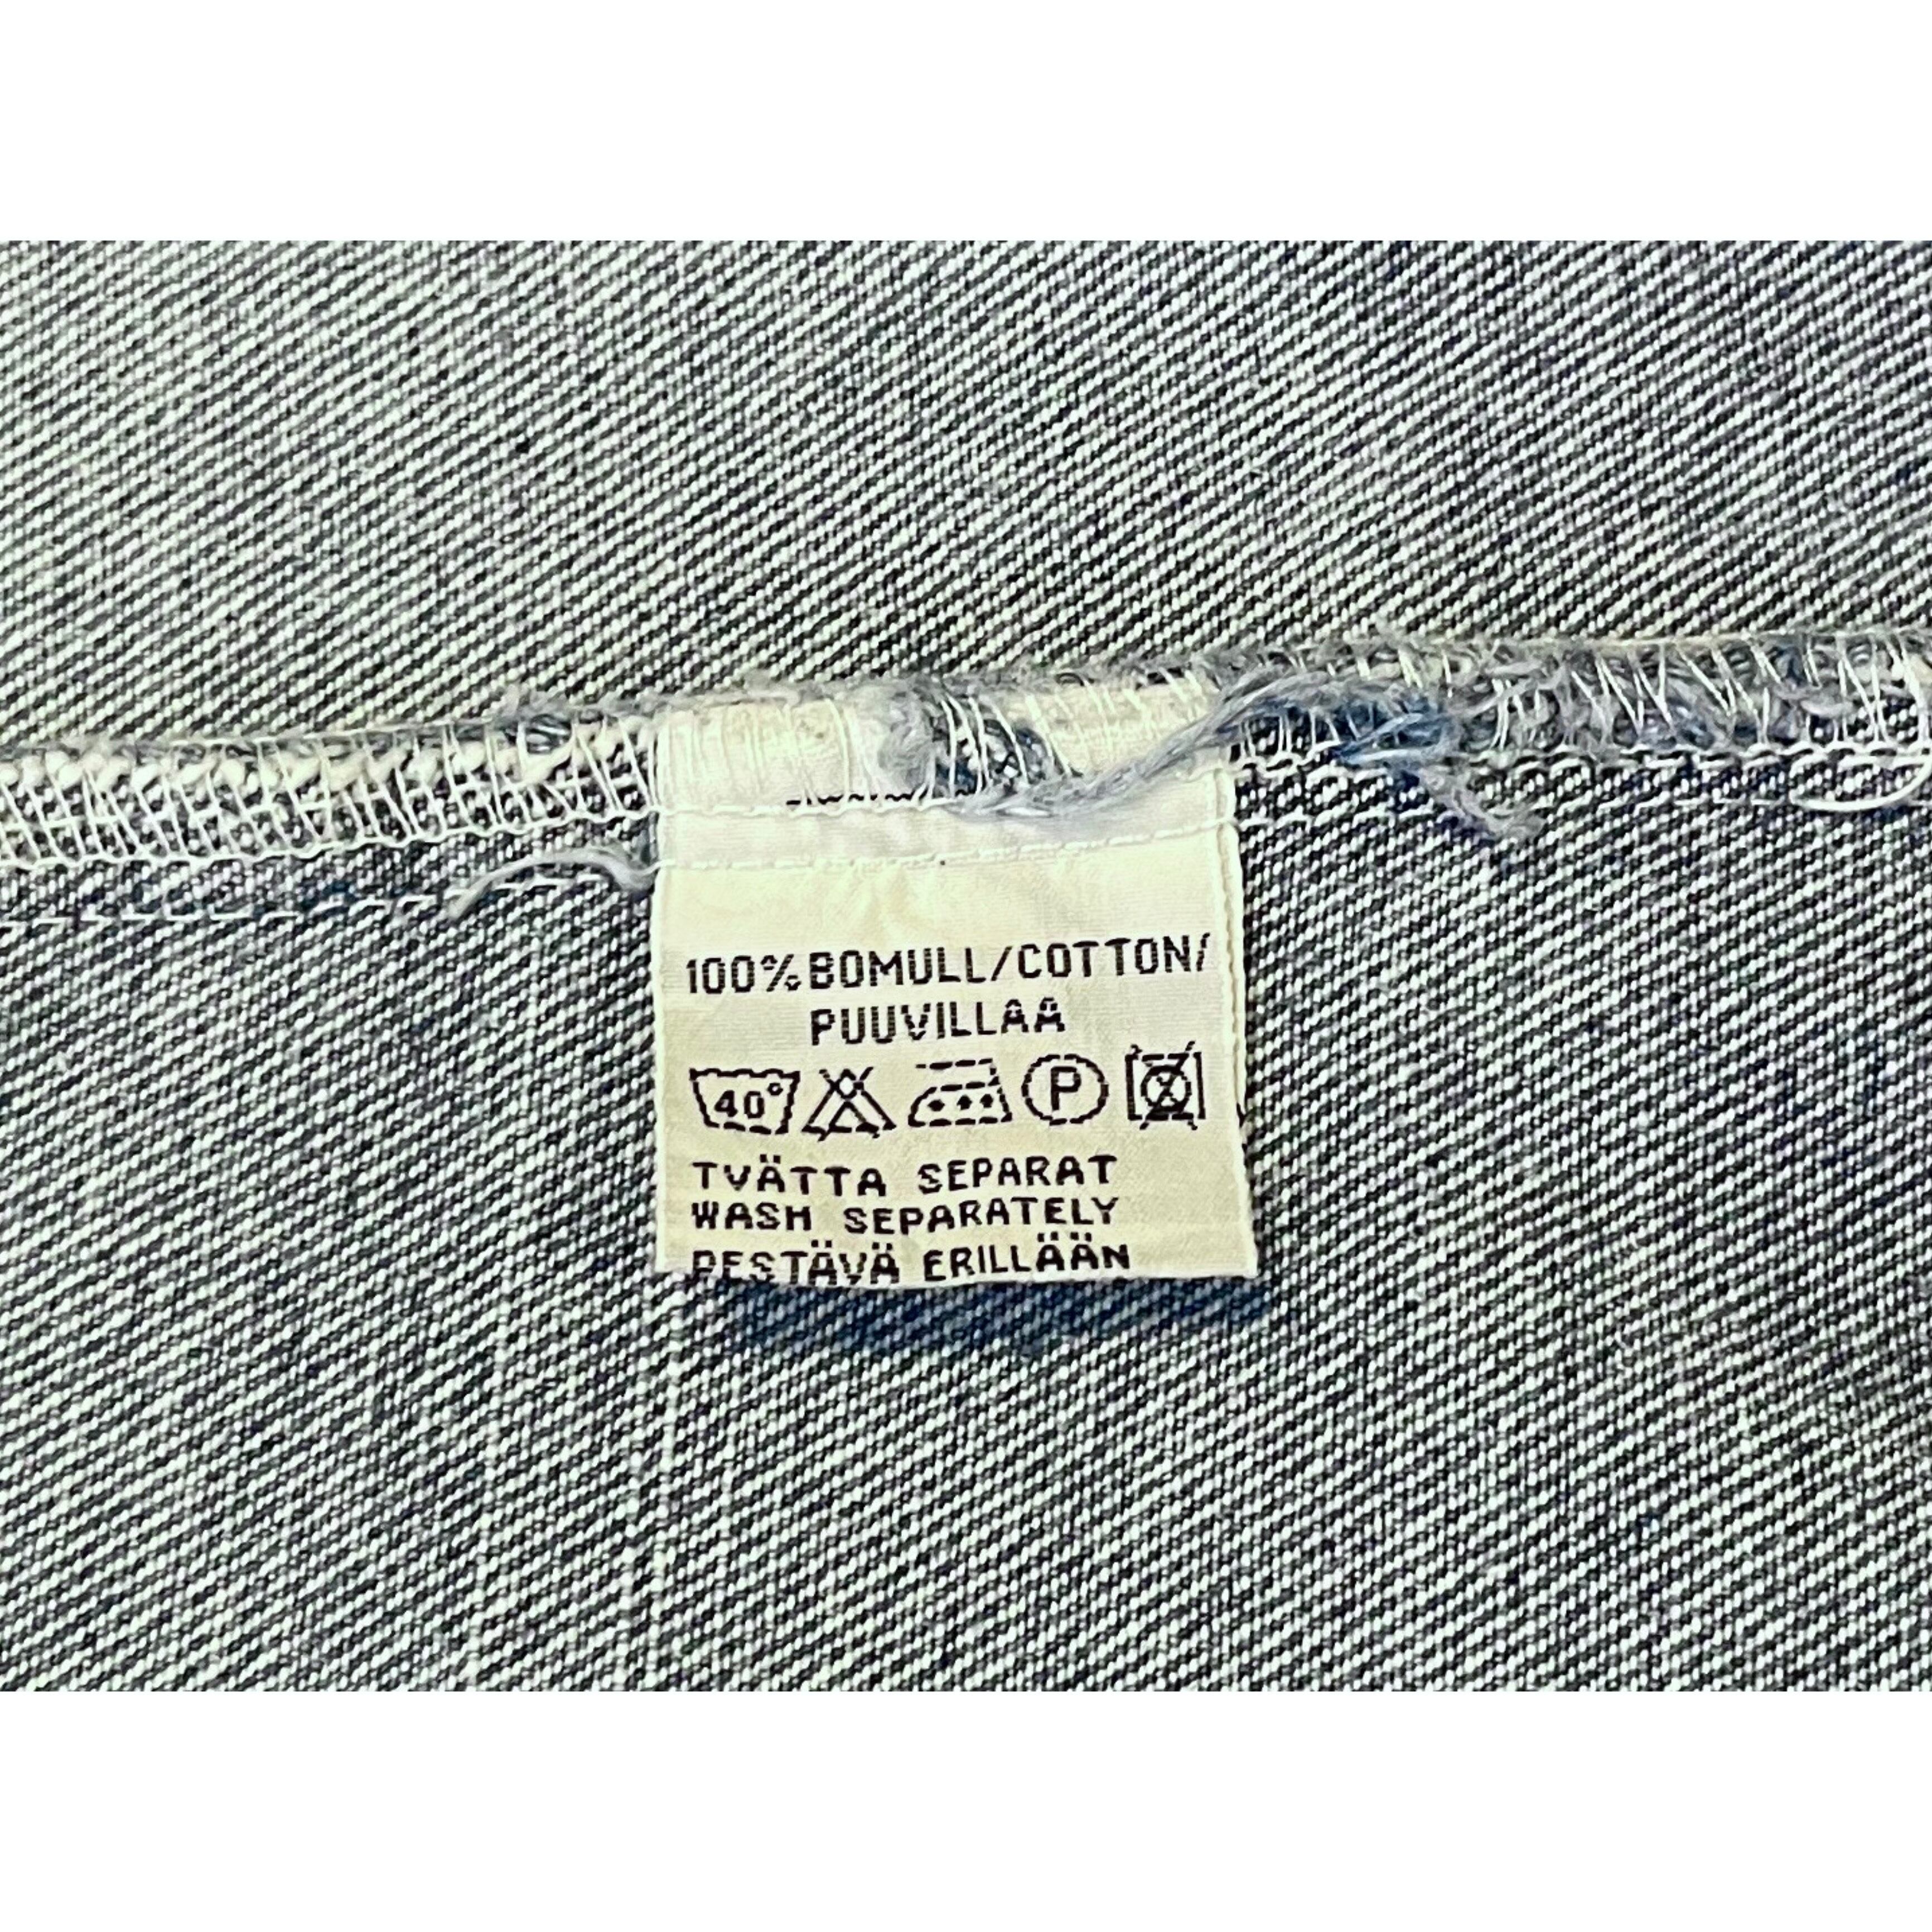 100% BOMULL/COTTON/
PUUVILLAA
40° P
TVÄTTA SEPARAT
WASH SEPARATELY
PESTÄVÄ ERILLÄÄN